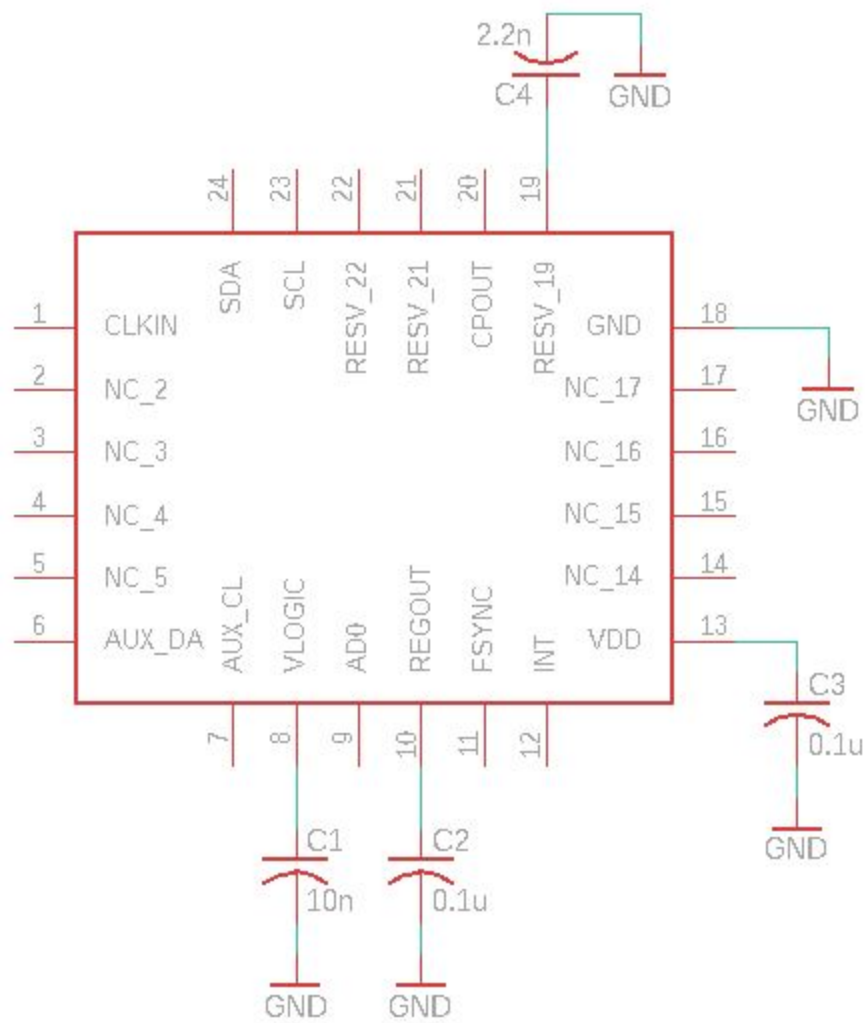 2.2n
C4
GND
24
23
22
21
20
19
SDA
SCL
RESV_22
RESV_21
CPOUT
RESV_19
1
CLKIN
GND
18
2
NC_2
NC_17
17
GND
3
NC_3
NC_16
16
4
NC_4
NC_15
15
5
NC_5
NC_14
14
6
AUX_DA
AUX_CL
VLOGIC
AD0
REGOUT
FSYNC
INT
VDD
13
7
8
9
10
11
12
C3
0.1u
GND
C1
10n
GND
C2
0.1u
GND